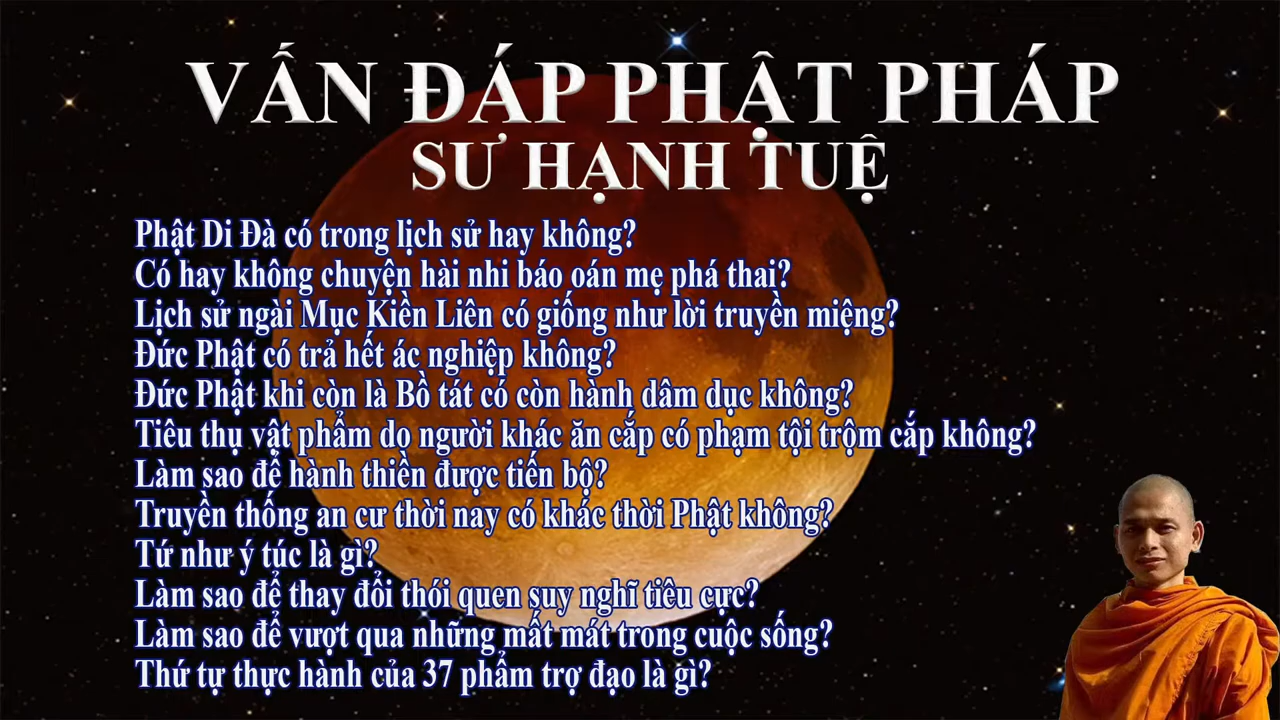 VẤN ĐÁP PHẬT PHÁP
SƯ HẠNH TUỆ
Phật Di Đà có trong lịch sử hay không?
Có hay không chuyện hài nhi báo oán mẹ phá thai?
Lịch sử ngài Mục Kiền Liên có giống như lời truyền miệng?
Đức Phật có trả hết ác nghiệp không?
Đức Phật khi còn là Bồ tát có còn hành dâm dục không?
Tiêu thụ vật phẩm do người khác ăn cắp có phạm tội trộm cắp không?
Làm sao để hành thiền được tiến bộ?
Truyền thống an cư thời nay có khác thời Phật không?
Tứ như ý túc là gì?
Làm sao để thay đổi thói quen suy nghĩ tiêu cực?
Làm sao để vượt qua những mất mát trong cuộc sống?
Thứ tự thực hành của 37 phẩm trợ đạo là gì?